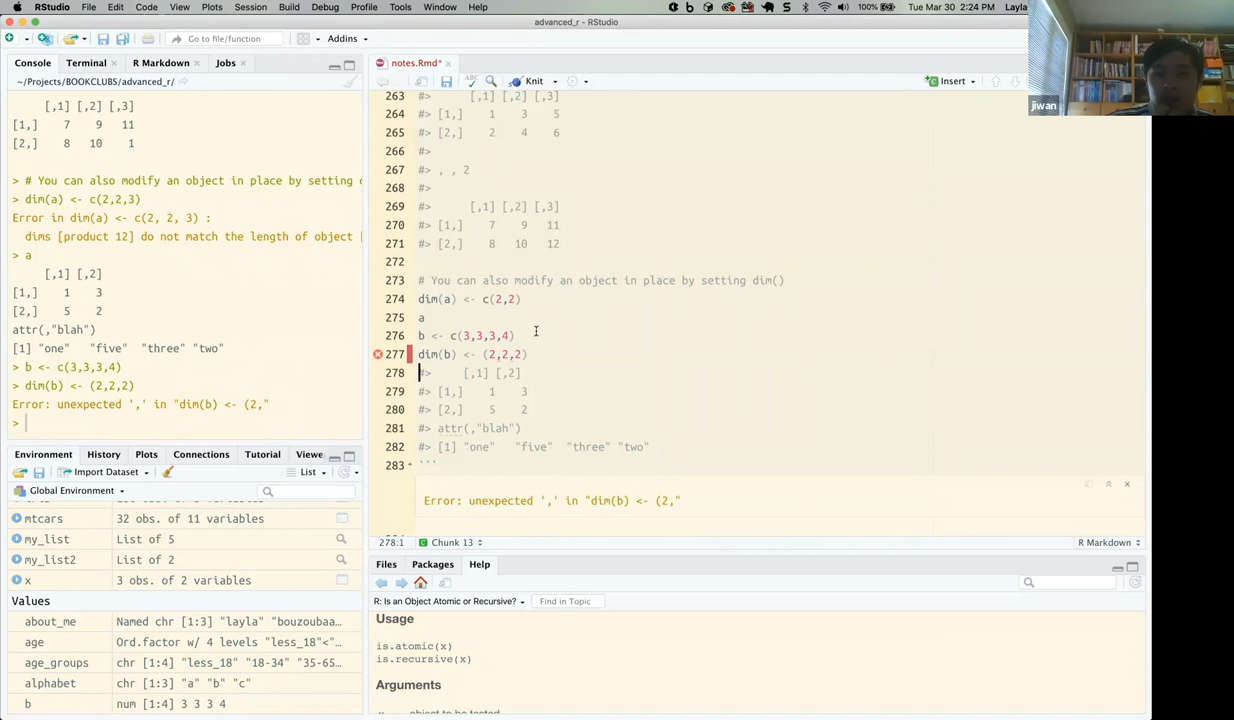 RStudio File Edit Code View Plots Session Build Debug Profile Tools Window Help 100% Tue Mar 30 2:24 PM Layla
advanced_r - RStudio
Go to file/function Addins
Console Terminal R Markdown Jobs
~/Projects/BOOKCLUBS/advanced_r/
[,1] [,2] [,3]
[1,] 7 9 11
[2,] 8 10 1
> # You can also modify an object in place by setting
> dim(a) <- c(2,2,3)
Error in dim(a) <- c(2, 2, 3) :
dims [product 12] do not match the length of object [
> a
[,1] [,2]
[1,] 1 3
[2,] 5 2
attr(,"blah")
[1] "one" "five" "three" "two"
> b <- c(3,3,3,4)
> dim(b) <- (2,2,2)
Error: unexpected ',' in "dim(b) <- (2,"
>
Environment History Plots Connections Tutorial Viewe
Import Dataset List
Global Environment
mtcars 32 obs. of 11 variables
my_list List of 5
my_list2 List of 2
x 3 obs. of 2 variables
Values
about_me Named chr [1:3] "layla" "bouzoubaa…
age Ord.factor w/ 4 levels "less_18"<"…
age_groups chr [1:4] "less_18" "18-34" "35-65…
alphabet chr [1:3] "a" "b" "c"
b num [1:4] 3 3 3 4
notes.Rmd*
Knit Insert
263 #> [,1] [,2] [,3]
264 #> [1,] 1 3 5
265 #> [2,] 2 4 6
266 #>
267 #> , , 2
268 #>
269 #> [,1] [,2] [,3]
270 #> [1,] 7 9 11
271 #> [2,] 8 10 12
272
273 # You can also modify an object in place by setting dim()
274 dim(a) <- c(2,2)
275 a
276 b <- c(3,3,3,4)
277 dim(b) <- (2,2,2)
278 #> [,1] [,2]
279 #> [1,] 1 3
280 #> [2,] 5 2
281 #> attr(,"blah")
282 #> [1] "one" "five" "three" "two"
283 ```
Error: unexpected ',' in "dim(b) <- (2,"
278:1 Chunk 13 R Markdown
Files Packages Help
R: Is an Object Atomic or Recursive? Find in Topic
Usage
is.atomic(x)
is.recursive(x)
Arguments
jiwan